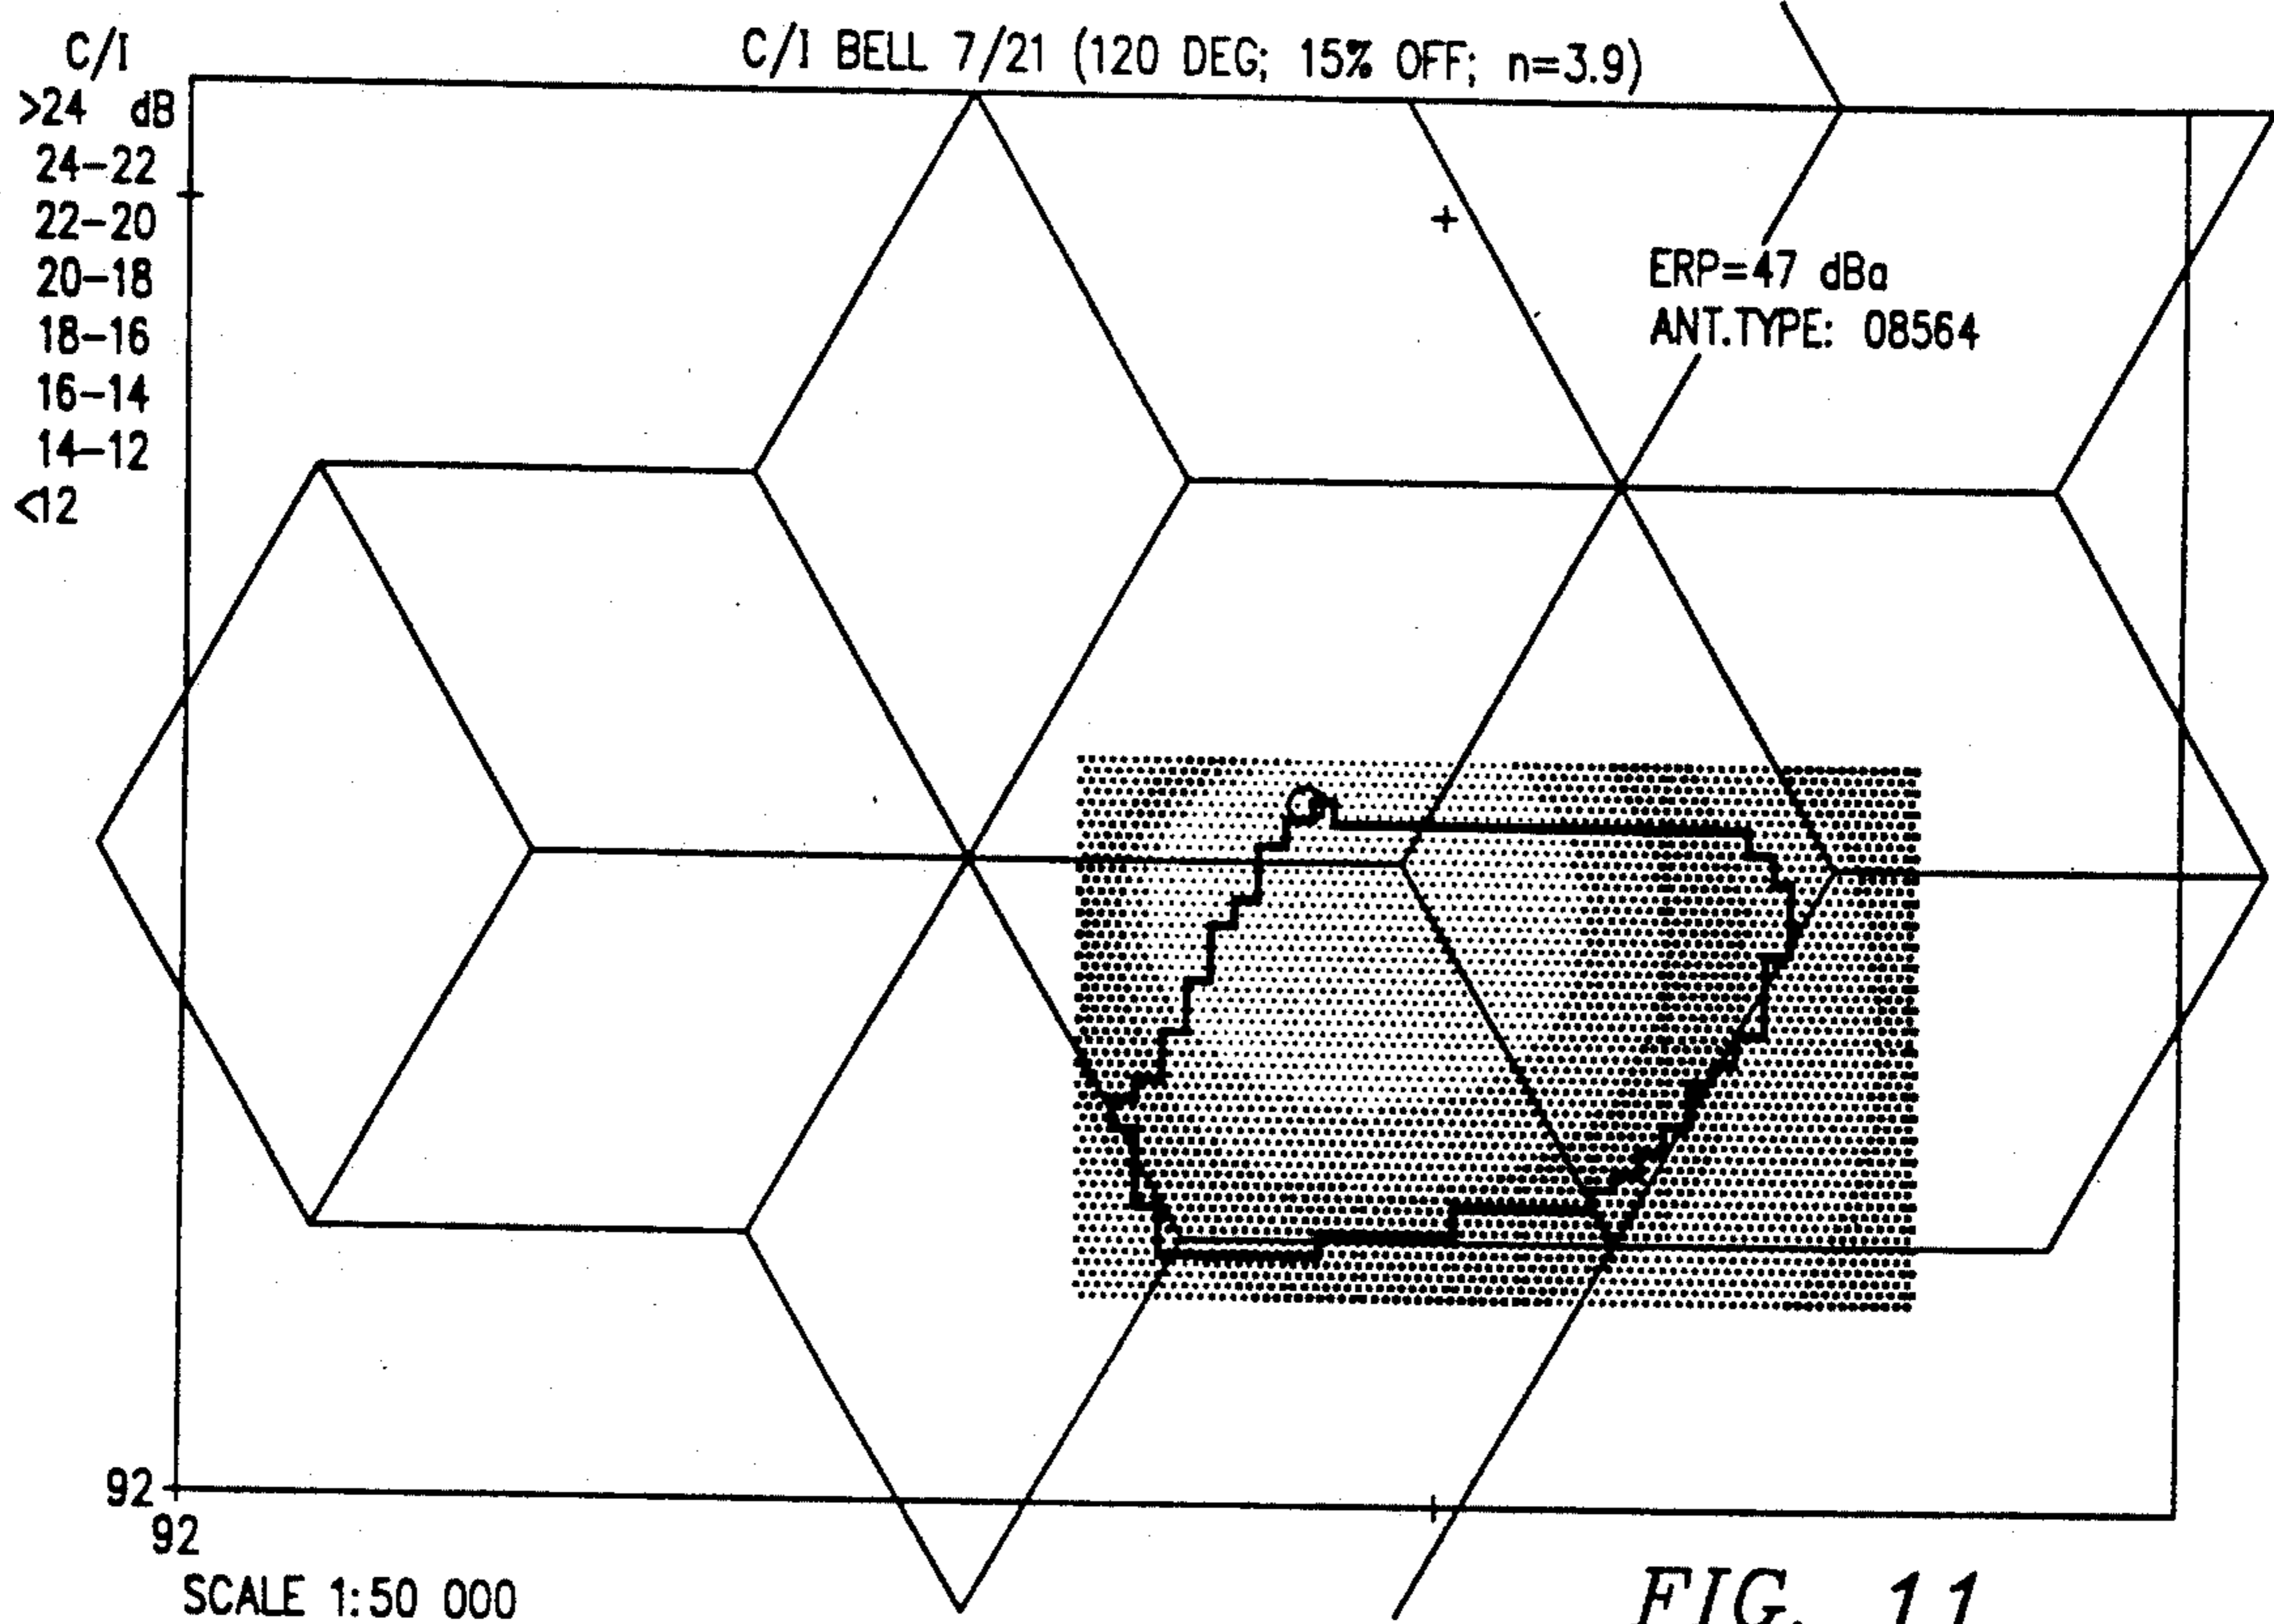 C/I BELL 7/21 (120 DEG; 15% OFF; n=3.9)
C/I
>24 dB
24-22
22-20
20-18
18-16
16-14
14-12
<12
ERP=47 dBa
ANT.TYPE: 08564
92
92
SCALE 1:50 000
FIG. 11